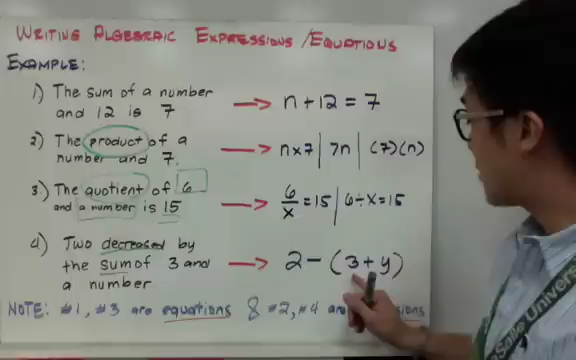 WRITING ALGEBRAIC EXPRESSIONS/EQUATIONS
EXAMPLE:
1) The sum of a number and 12 is 7 → n + 12 = 7
2) The product of a number and 7. → n x 7 | 7n | (7)(n)
3) The quotient of 6 and a number is 15 → 6/x = 15 | 6 ÷ x = 15
4) Two decreased by the sum of 3 and a number → 2 - (3 + y)
NOTE: #1, #3 are equations & #2, #4 are
Salle Univers